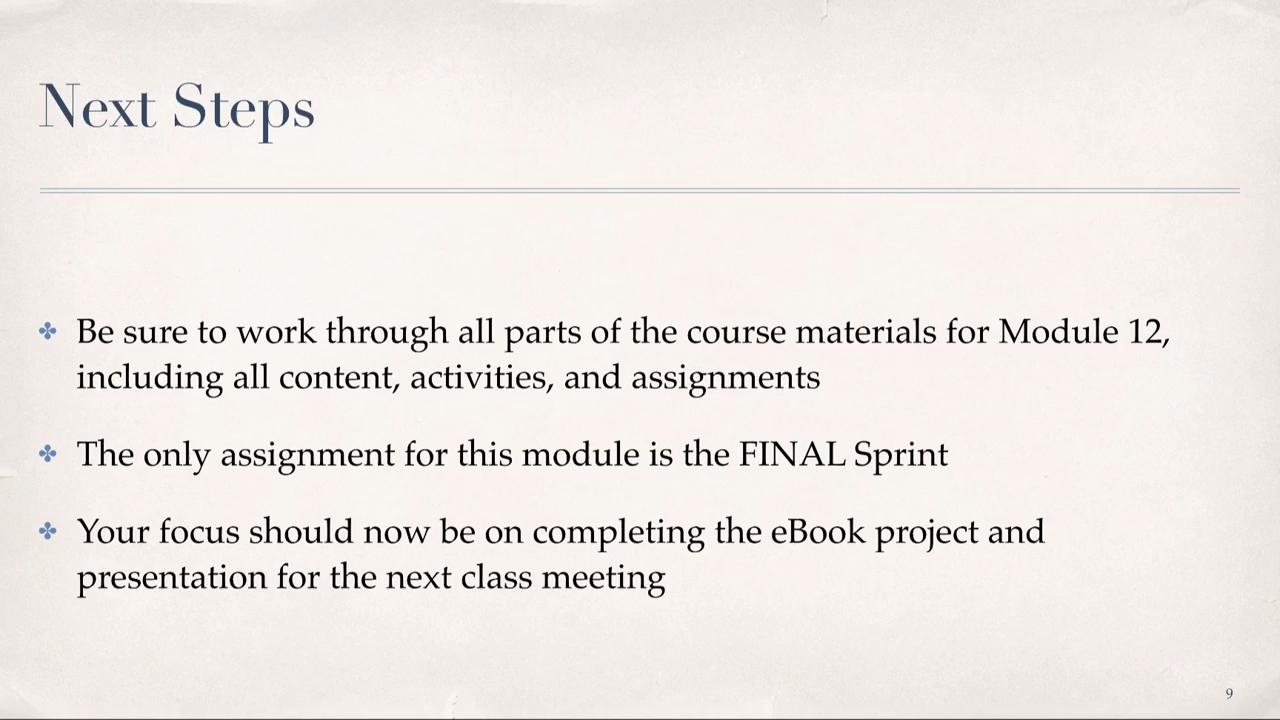 Next Steps
Be sure to work through all parts of the course materials for Module 12,
including all content, activities, and assignments
The only assignment for this module is the FINAL Sprint
Your focus should now be on completing the eBook project and
presentation for the next class meeting
9